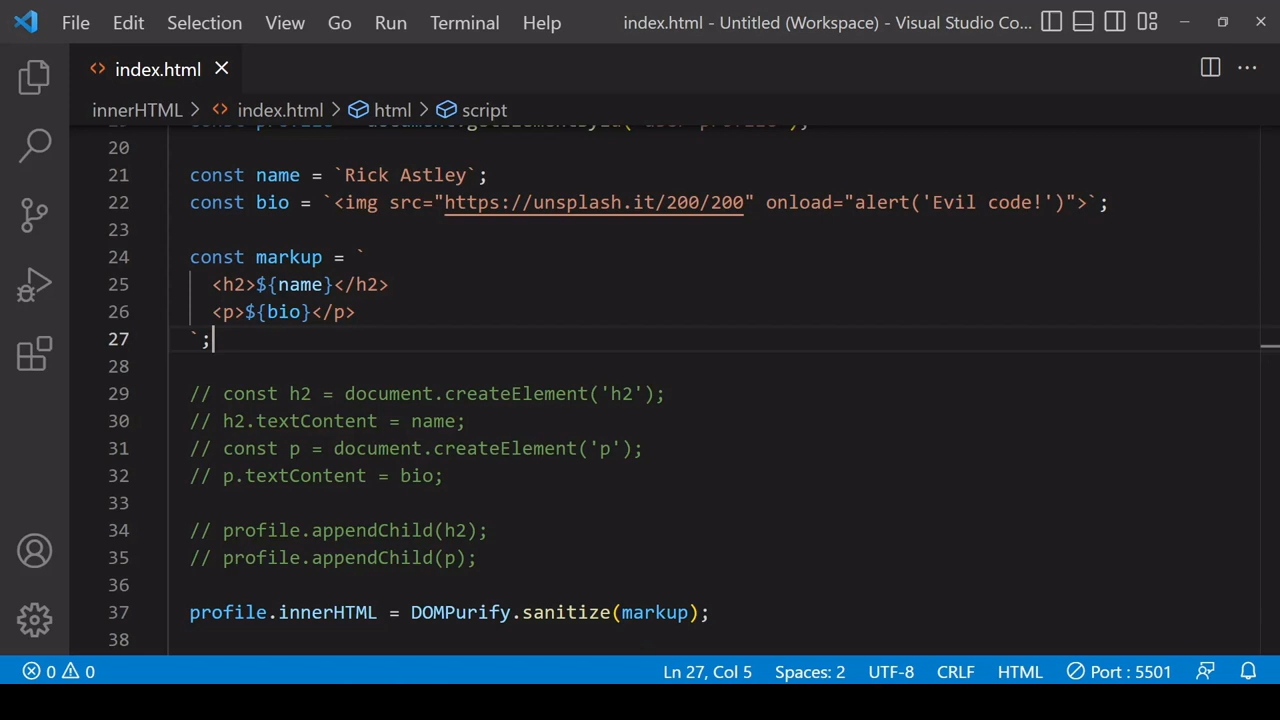 File Edit Selection View Go Run Terminal Help index.html - Untitled (Workspace) - Visual Studio Co...
index.html
innerHTML > index.html > html > script
20
21 const name = `Rick Astley`;
22 const bio = `<img src="https://unsplash.it/200/200" onload="alert('Evil code!')">`;
23
24 const markup = `
25 <h2>${name}</h2>
26 <p>${bio}</p>
27 `;
28
29 // const h2 = document.createElement('h2');
30 // h2.textContent = name;
31 // const p = document.createElement('p');
32 // p.textContent = bio;
33
34 // profile.appendChild(h2);
35 // profile.appendChild(p);
36
37 profile.innerHTML = DOMPurify.sanitize(markup);
38
0 0 Ln 27, Col 5 Spaces: 2 UTF-8 CRLF HTML Port : 5501